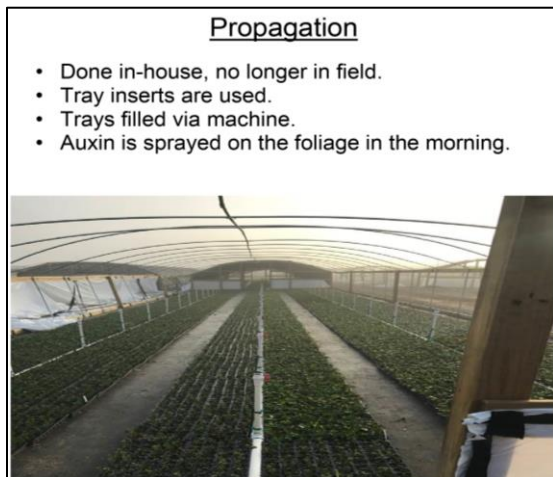 Propagation
• Done in-house, no longer in field.
• Tray inserts are used.
• Trays filled via machine.
• Auxin is sprayed on the foliage in the morning.